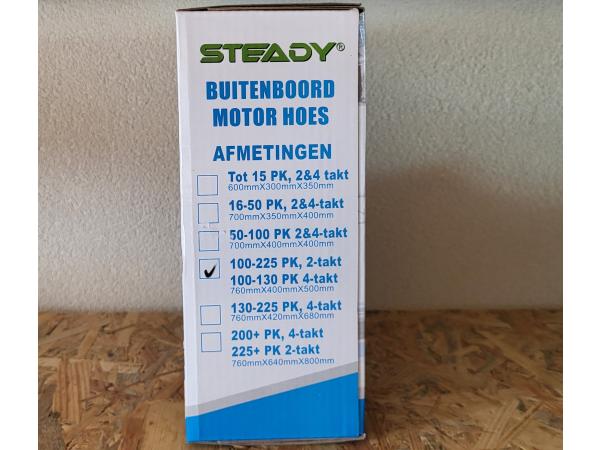 STEADY®
BUITENBOORD
MOTOR HOES
AFMETINGEN
Tot 15 PK, 2&4 takt
600mmX300mmX350mm
16-50 PK, 2&4-takt
700mmX350mmX400mm
50-100 PK 2&4-takt
700mmX400mmX400mm
100-225 PK, 2-takt
100-130 PK 4-takt
760mmX400mmX500mm
130-225 PK, 4-takt
760mmX420mmX680mm
200+ PK, 4-takt
225+ PK 2-takt
760mmX640mmX800mm